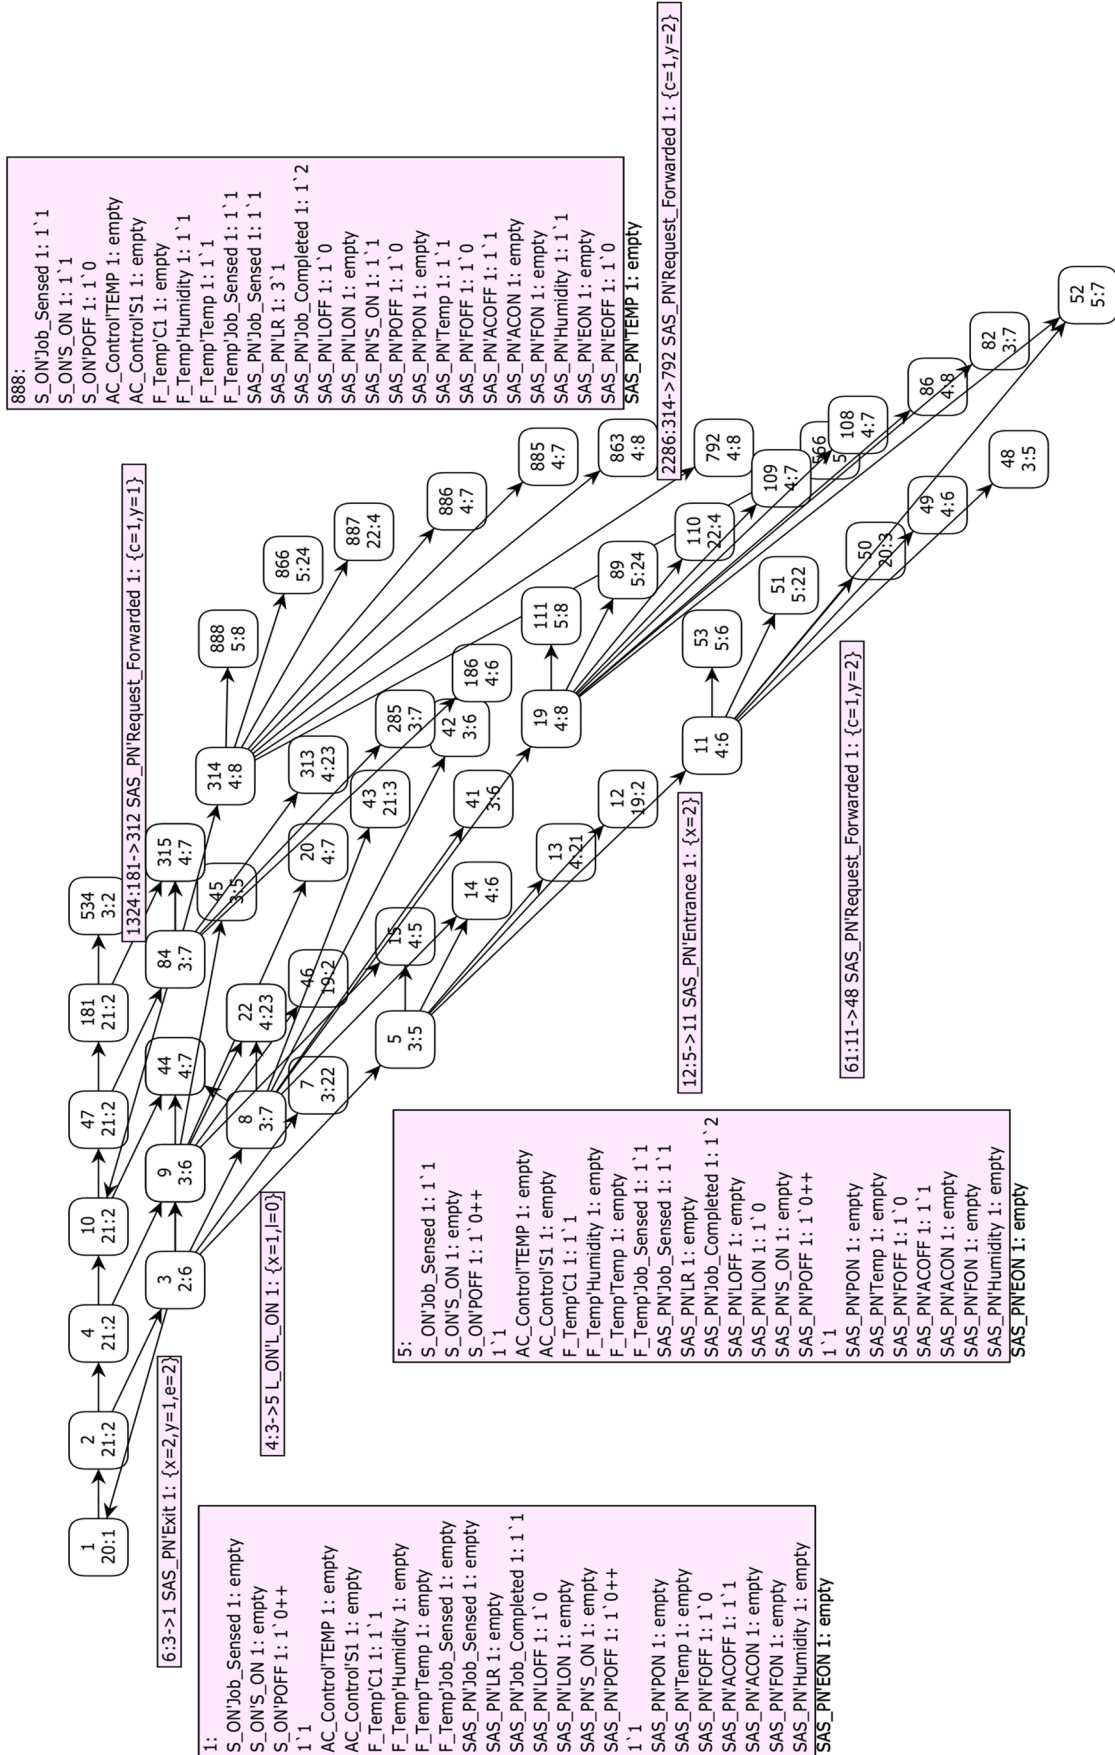 1:
S_ON'Job_Sensed 1: empty
S_ON'S_ON 1: empty
S_ON'POFF 1: 1`0++
1`1
AC_Control'TEMP 1: empty
AC_Control'S1 1: empty
F_Temp'C1 1: 1`1
F_Temp'Humidity 1: empty
F_Temp'Temp 1: empty
F_Temp'Job_Sensed 1: empty
SAS_PN'Job_Sensed 1: empty
SAS_PN'LR 1: empty
SAS_PN'Job_Completed 1: 1`1
SAS_PN'LOFF 1: 1`0
SAS_PN'LON 1: empty
SAS_PN'S_ON 1: empty
SAS_PN'POFF 1: 1`0++
1`1
SAS_PN'PON 1: empty
SAS_PN'Temp 1: empty
SAS_PN'FOFF 1: 1`0
SAS_PN'ACOFF 1: 1`1
SAS_PN'ACON 1: empty
SAS_PN'FON 1: empty
SAS_PN'Humidity 1: empty
SAS_PN'EON 1: empty
6:3->1 SAS_PN'Exit 1: {x=2,y=1,e=2}
4:3->5 L_ON'L_ON 1: {x=1,l=0}
5:
S_ON'Job_Sensed 1: 1`1
S_ON'S_ON 1: empty
S_ON'POFF 1: 1`0++
1`1
AC_Control'TEMP 1: empty
AC_Control'S1 1: empty
F_Temp'C1 1: 1`1
F_Temp'Humidity 1: empty
F_Temp'Temp 1: empty
F_Temp'Job_Sensed 1: 1`1
SAS_PN'Job_Sensed 1: 1`1
SAS_PN'LR 1: empty
SAS_PN'Job_Completed 1: 1`2
SAS_PN'LOFF 1: empty
SAS_PN'LON 1: 1`0
SAS_PN'S_ON 1: empty
SAS_PN'POFF 1: 1`0++
1`1
SAS_PN'PON 1: empty
SAS_PN'Temp 1: empty
SAS_PN'FOFF 1: 1`0
SAS_PN'ACOFF 1: 1`1
SAS_PN'ACON 1: empty
SAS_PN'FON 1: empty
SAS_PN'Humidity 1: empty
SAS_PN'EON 1: empty
12:5->11 SAS_PN'Entrance 1: {x=2}
61:11->48 SAS_PN'Request_Forwarded 1: {c=1,y=2}
1324:181->312 SAS_PN'Request_Forwarded 1: {c=1,y=1}
888:
S_ON'Job_Sensed 1: 1`1
S_ON'S_ON 1: 1`1
S_ON'POFF 1: 1`0
AC_Control'TEMP 1: empty
AC_Control'S1 1: empty
F_Temp'C1 1: empty
F_Temp'Humidity 1: 1`1
F_Temp'Temp 1: 1`1
F_Temp'Job_Sensed 1: 1`1
SAS_PN'Job_Sensed 1: 1`1
SAS_PN'LR 1: 3`1
SAS_PN'Job_Completed 1: 1`2
SAS_PN'LOFF 1: 1`0
SAS_PN'LON 1: empty
SAS_PN'S_ON 1: 1`1
SAS_PN'POFF 1: 1`0
SAS_PN'PON 1: empty
SAS_PN'Temp 1: 1`1
SAS_PN'FOFF 1: 1`0
SAS_PN'ACOFF 1: 1`1
SAS_PN'ACON 1: empty
SAS_PN'FON 1: empty
SAS_PN'Humidity 1: 1`1
SAS_PN'EON 1: empty
SAS_PN'EOFF 1: 1`0
SAS_PN'TEMP 1: empty
2286:314->792 SAS_PN'Request_Forwarded 1: {c=1,y=2}
1
20:1
2
21:2
4
21:2
10
21:2
47
21:2
181
21:2
534
3:2
3
2:6
9
3:6
44
4:7
84
3:7
315
4:7
8
3:7
22
4:23
45
3:5
314
4:8
888
5:8
7
3:22
46
19:2
20
4:7
313
4:23
866
5:24
5
3:5
15
4:5
43
21:3
285
3:7
887
22:4
14
4:6
41
3:6
42
3:6
186
4:6
886
4:7
13
4:21
19
4:8
111
5:8
885
4:7
12
19:2
89
5:24
863
4:8
11
4:6
53
5:6
110
22:4
792
4:8
51
5:22
109
4:7
566
108
4:7
50
20:3
49
4:6
86
4:8
48
3:5
82
3:7
52
5:7